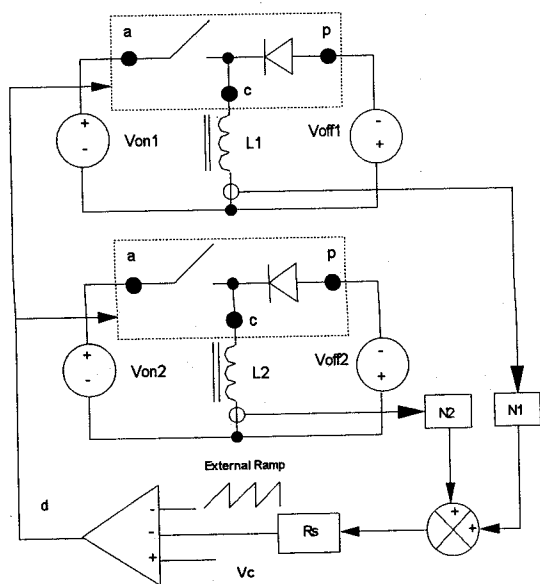 a
p
c
Von1
+
-
L1
Voff1
-
+
a
p
c
Von2
+
-
L2
Voff2
-
+
N2
N1
External Ramp
d
-
-
+
Rs
+
+
Vc